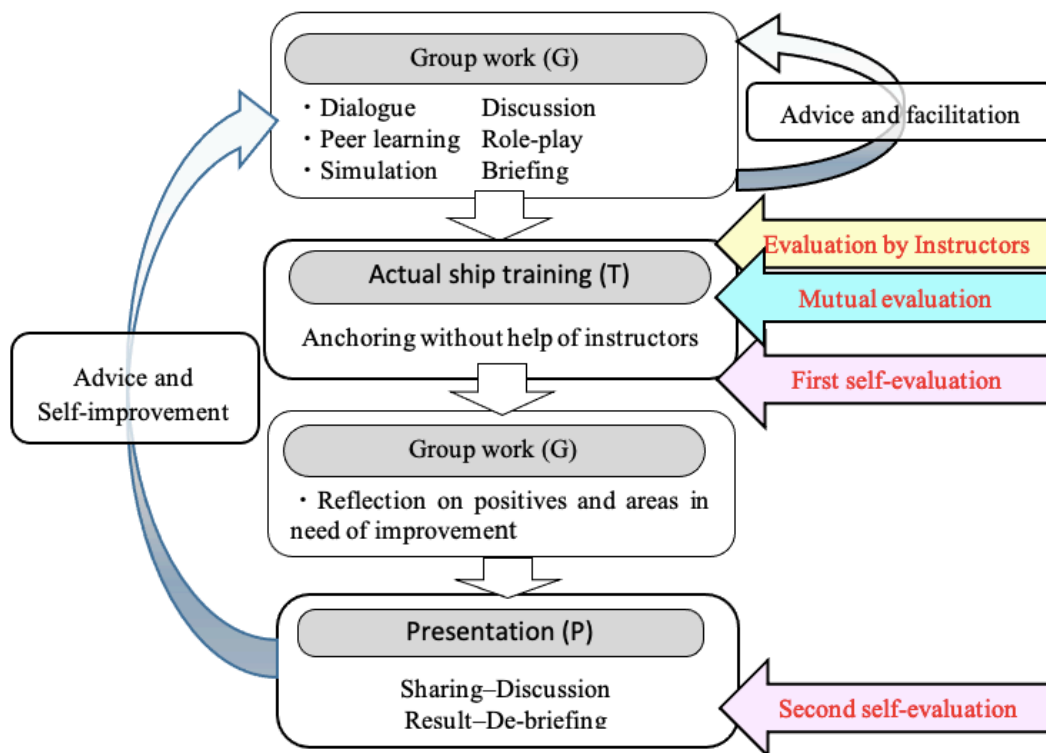 Group work (G)
・Dialogue Discussion
・Peer learning Role-play
・Simulation Briefing
Advice and facilitation
Actual ship training (T)
Anchoring without help of instructors
Evaluation by Instructors
Mutual evaluation
First self-evaluation
Advice and
Self-improvement
Group work (G)
・Reflection on positives and areas in
need of improvement
Presentation (P)
Sharing–Discussion
Result–De-briefing
Second self-evaluation